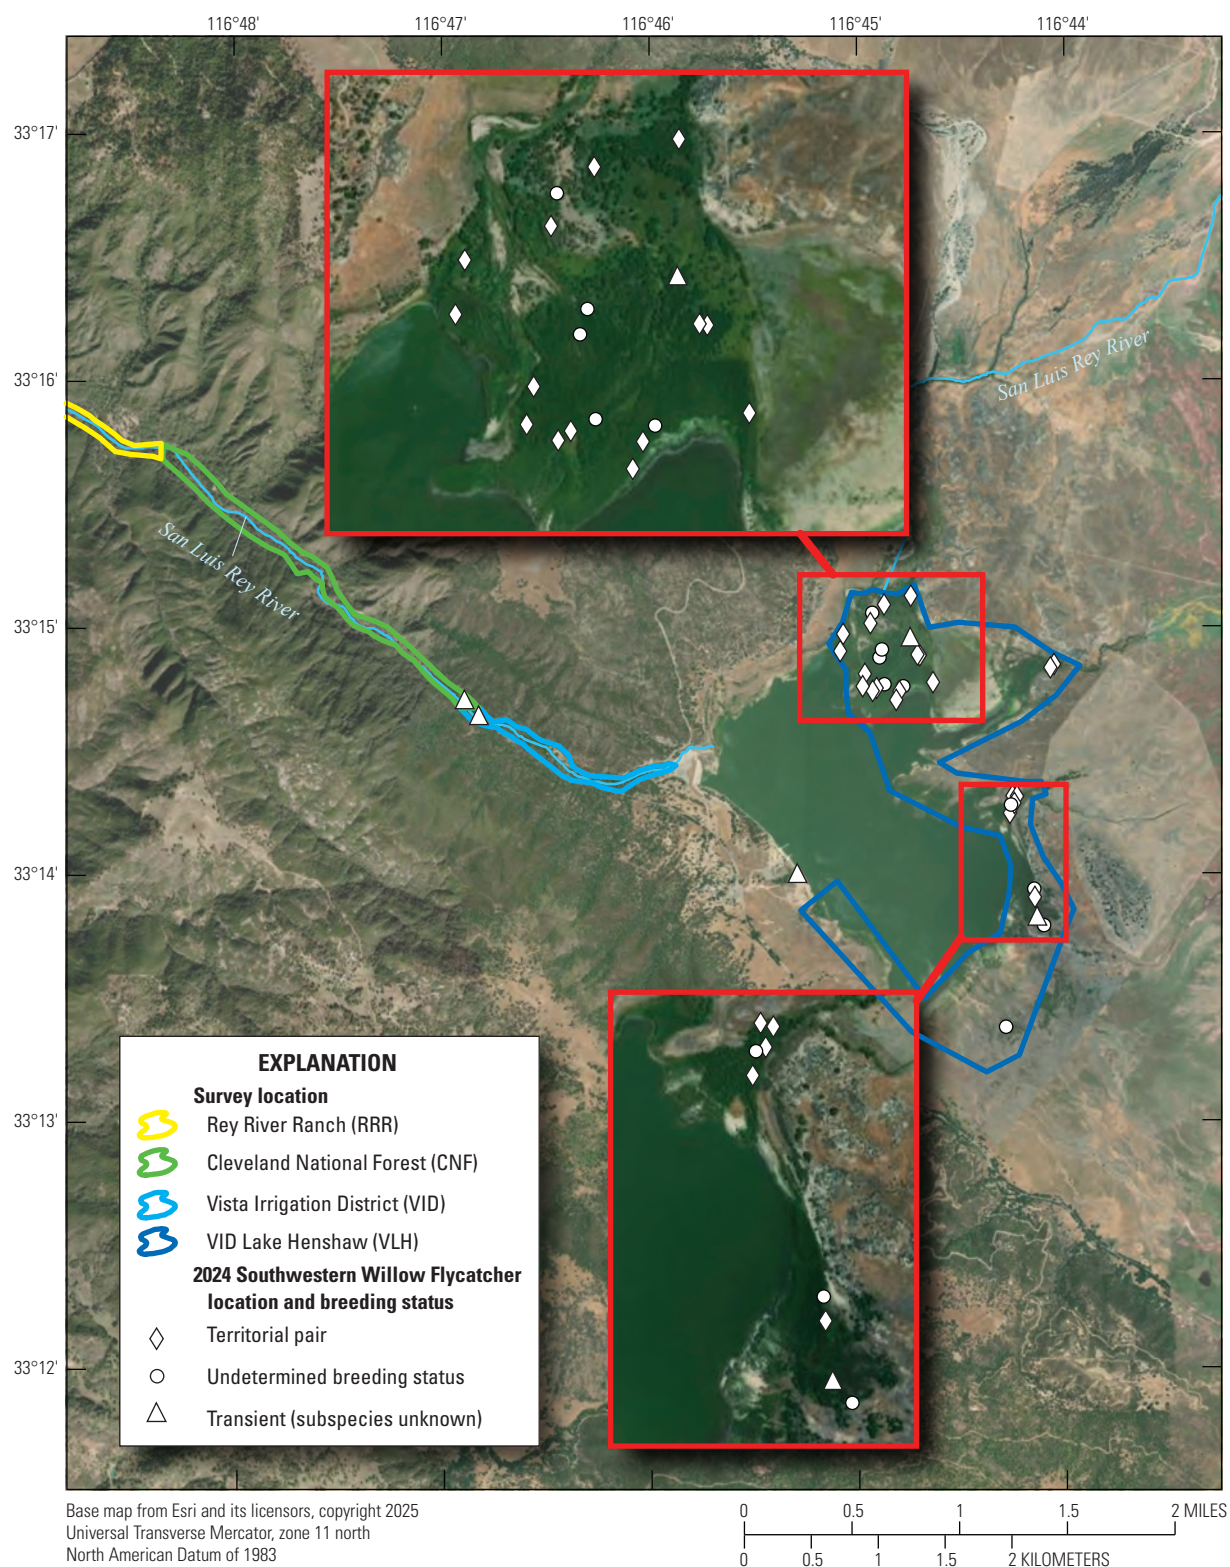 116°48' 116°47' 116°46' 116°45' 116°44'
33°17'
33°16'
33°15'
33°14'
33°13'
33°12'
San Luis Rey River
San Luis Rey River
EXPLANATION
Survey location
Rey River Ranch (RRR)
Cleveland National Forest (CNF)
Vista Irrigation District (VID)
VID Lake Henshaw (VLH)
2024 Southwestern Willow Flycatcher
location and breeding status
Territorial pair
Undetermined breeding status
Transient (subspecies unknown)
Base map from Esri and its licensors, copyright 2025
Universal Transverse Mercator, zone 11 north
North American Datum of 1983
0 0.5 1 1.5 2 MILES
0 0.5 1 1.5 2 KILOMETERS